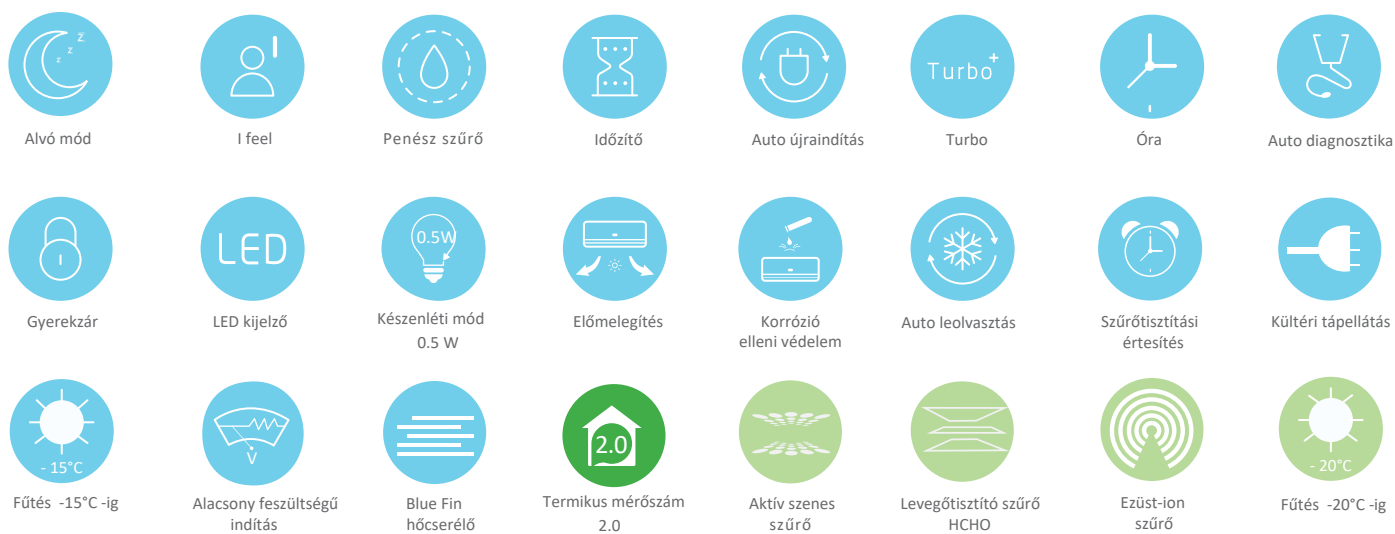 z
z
z
Alvó mód
I feel
Penész szűrő
Időzítő
Auto újraindítás
Turbo+
Turbo
Óra
Auto diagnosztika
Gyerekzár
LED
LED kijelző
0.5W
Készenléti mód
0.5 W
Előmelegítés
Korrózió
elleni védelem
Auto leolvasztás
Szűrőtisztítási
értesítés
Kültéri tápellátás
- 15°C
Fűtés -15°C -ig
V
Alacsony feszültségű
indítás
Blue Fin
hőcserélő
2.0
Termikus mérőszám
2.0
Aktív szenes
szűrő
Levegőtisztító szűrő
HCHO
Ezüst-ion
szűrő
- 20°C
Fűtés -20°C -ig